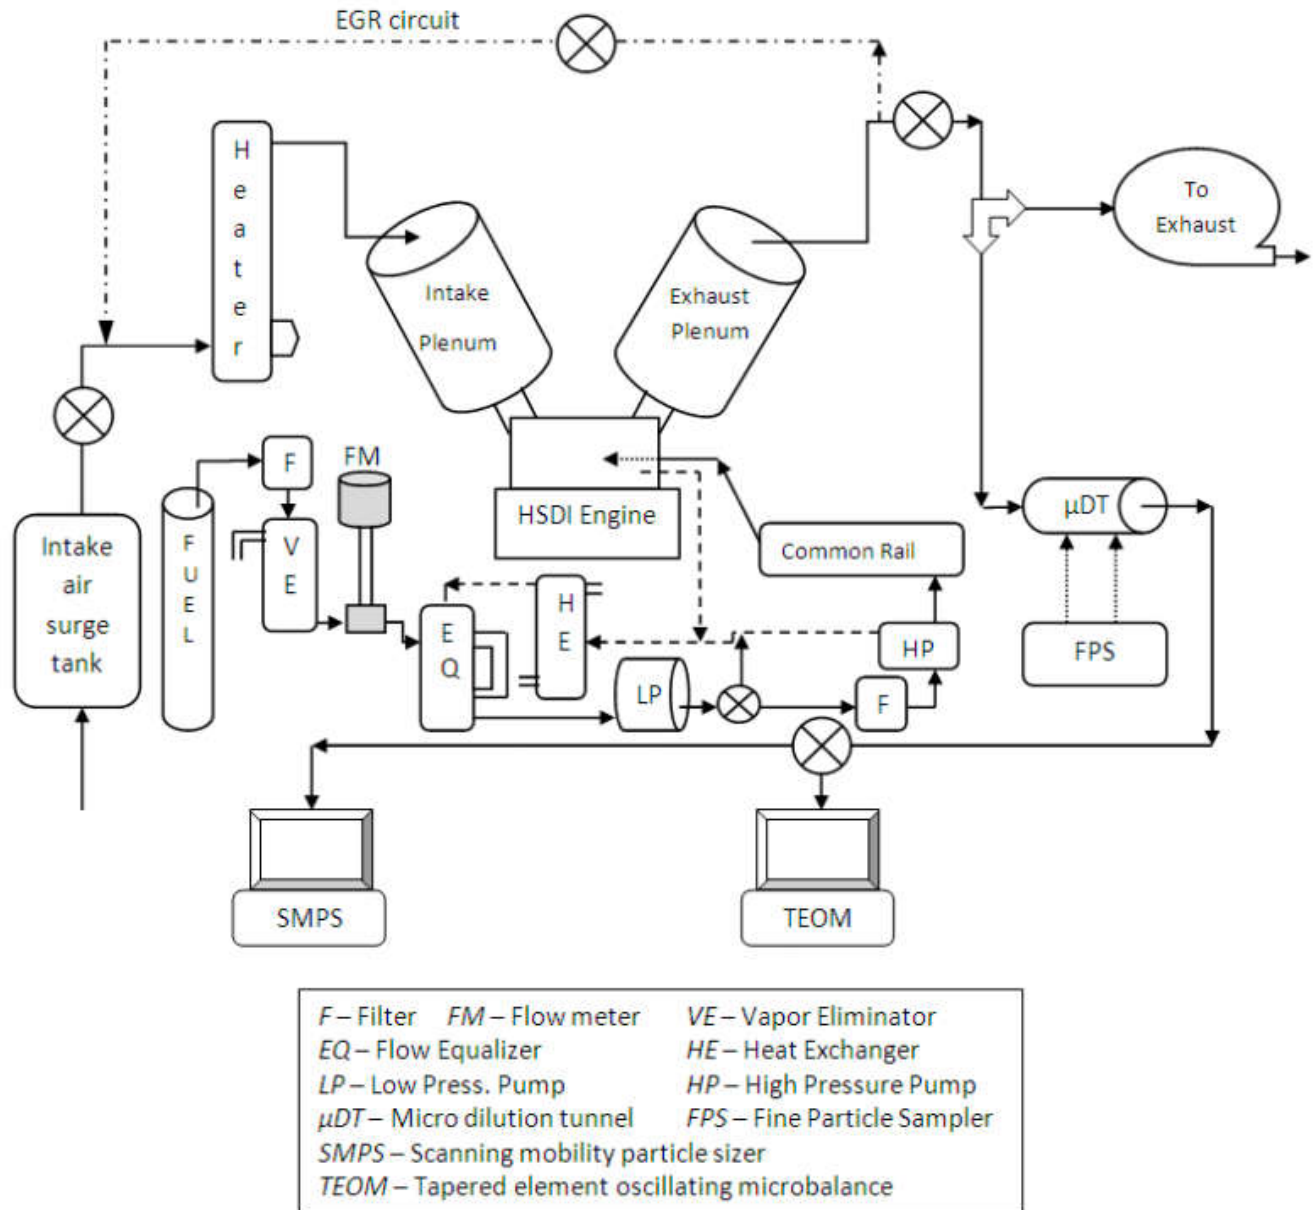 EGR circuit
H
e
a
t
e
r
To
Exhaust
Intake
Plenum
Exhaust
Plenum
F
FM
HSDI Engine
μDT
Intake
air
surge
tank
F
U
E
L
V
E
Common Rail
E
Q
H
E
LP
HP
F
FPS
SMPS
TEOM
F – Filter FM – Flow meter VE – Vapor Eliminator
EQ – Flow Equalizer HE – Heat Exchanger
LP – Low Press. Pump HP – High Pressure Pump
μDT – Micro dilution tunnel FPS – Fine Particle Sampler
SMPS – Scanning mobility particle sizer
TEOM – Tapered element oscillating microbalance